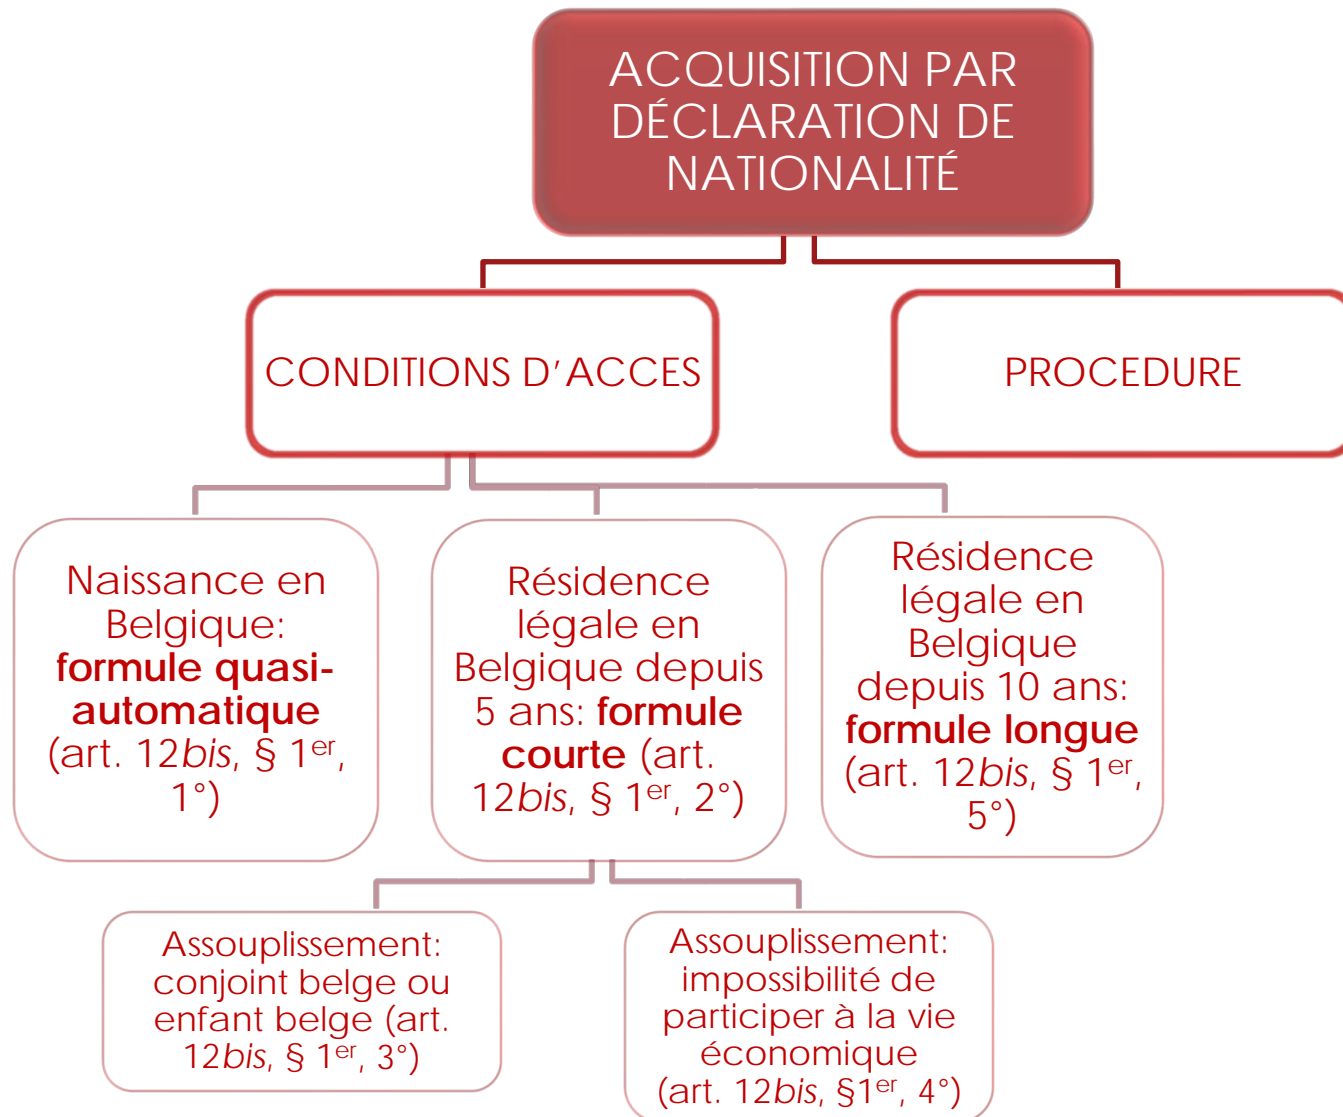 ACQUISITION PAR
DÉCLARATION DE
NATIONALITÉ
CONDITIONS D’ACCES
PROCEDURE
Naissance en
Belgique:
formule quasi-
automatique
(art. 12bis, § 1er,
1°)
Résidence
légale en
Belgique depuis
5 ans: formule
courte (art.
12bis, § 1er, 2°)
Résidence
légale en
Belgique
depuis 10 ans:
formule longue
(art. 12bis, § 1er,
5°)
Assouplissement:
conjoint belge ou
enfant belge (art.
12bis, § 1er, 3°)
Assouplissement:
impossibilité de
participer à la vie
économique
(art. 12bis, §1er, 4°)